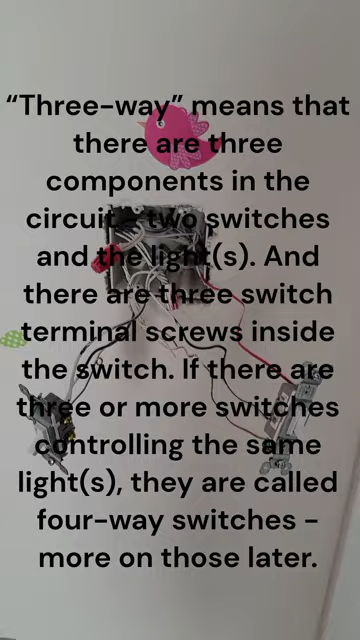 “Three-way” means that
there are three
components in the
circuit – two switches
and the light(s). And
there are three switch
terminal screws inside
the switch. If there are
three or more switches
controlling the same
light(s), they are called
four-way switches –
more on those later.